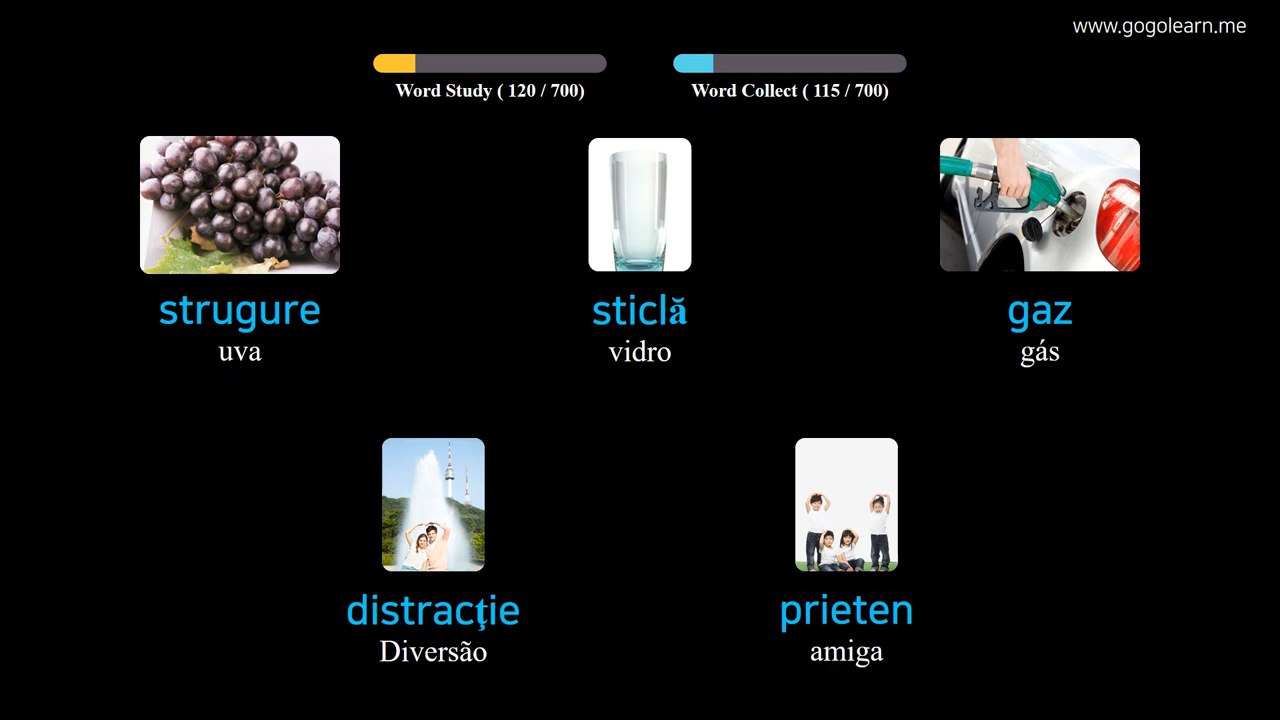 www.gogolearn.me
Word Study ( 120 / 700)
Word Collect ( 115 / 700)
strugure
uva
sticlă
vidro
gaz
gás
distracţie
Diversão
prieten
amiga